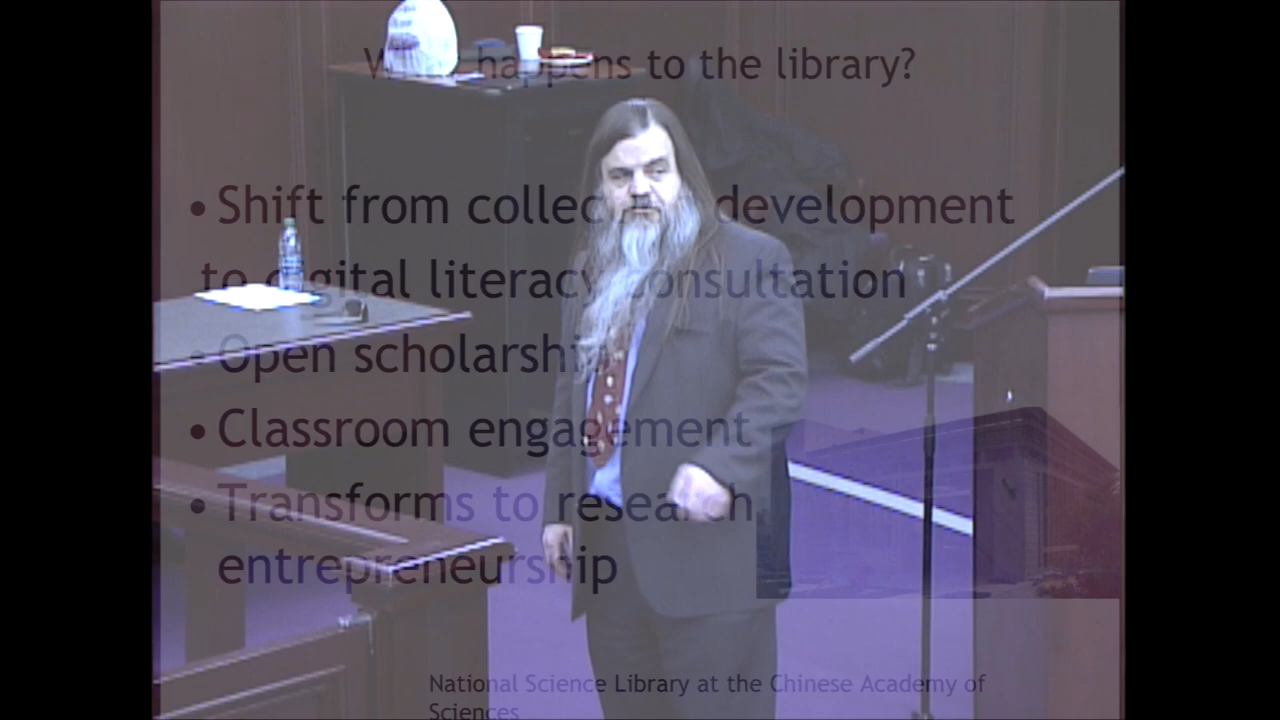 What happens to the library?
• Shift from collection development
to digital literacy consultation
• Open scholarship
• Classroom engagement
• Transforms to research
entrepreneurship
National Science Library at the Chinese Academy of
Sciences